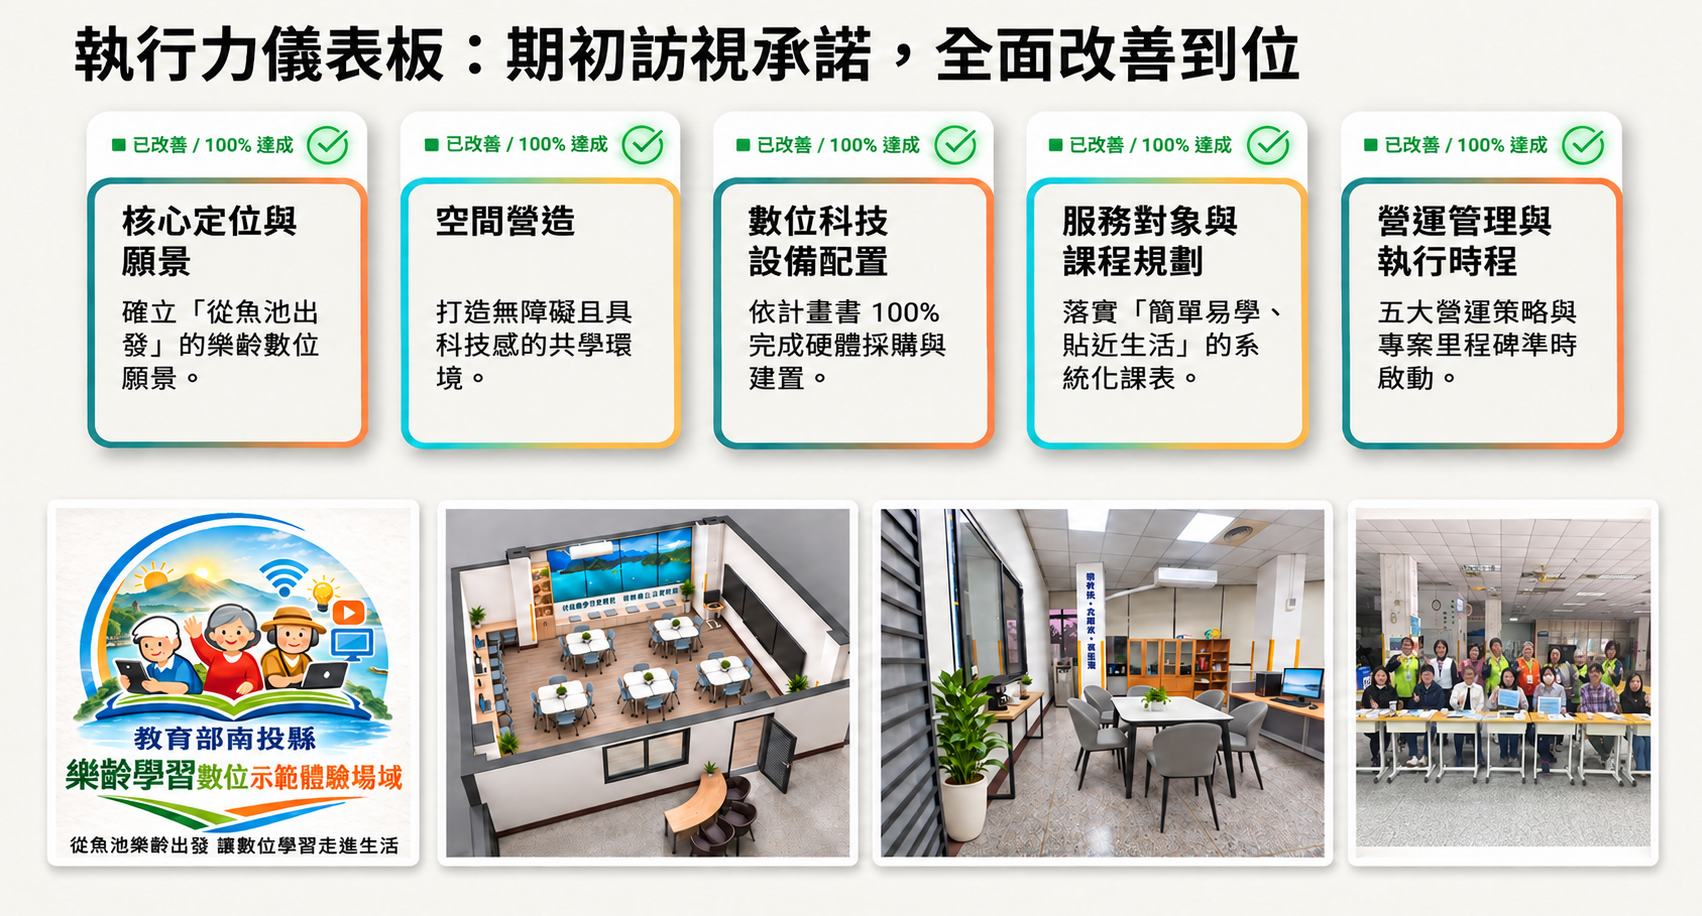 執行力儀表板：期初訪視承諾，全面改善到位
已改善 / 100% 達成
核心定位與
願景
確立「從魚池出
發」的樂齡數位
願景。
已改善 / 100% 達成
空間營造
打造無障礙且具
科技感的共學環
境。
已改善 / 100% 達成
數位科技
設備配置
依計畫書 100%
完成硬體採購與
建置。
已改善 / 100% 達成
服務對象與
課程規劃
落實「簡單易學、
貼近生活」的系
統化課表。
已改善 / 100% 達成
營運管理與
執行時程
五大營運策略與
專案里程碑準時
啟動。
教育部南投縣
樂齡學習數位示範體驗場域
從魚池樂齡出發 讓數位學習走進生活